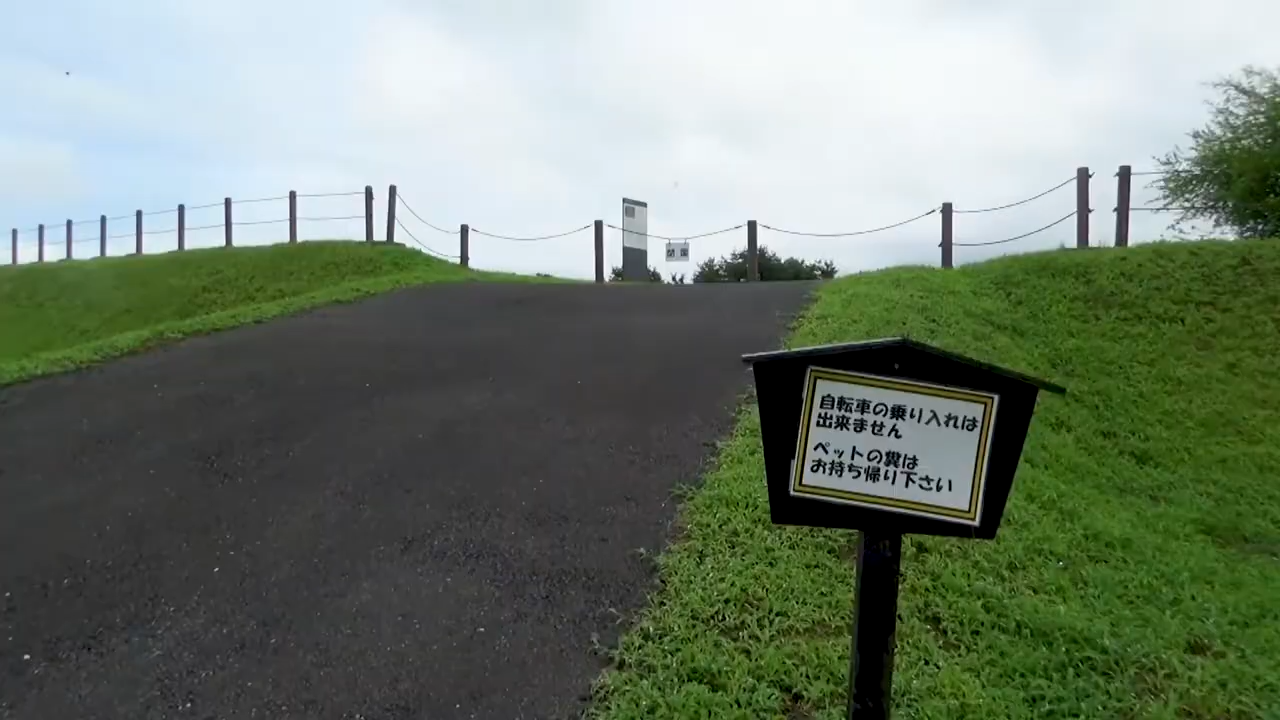 自転車の乗り入れは
出来ません
ペットの糞は
お持ち帰り下さい